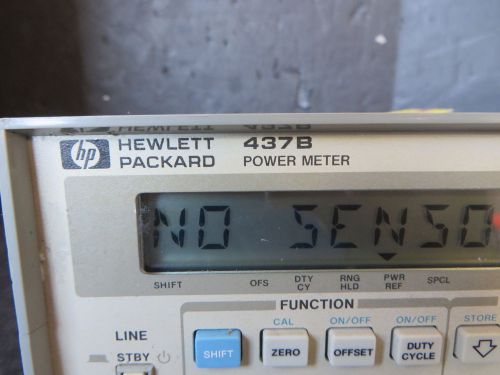 hp HEWLETT PACKARD 437B POWER METER
NO SENSO
SHIFT OFS DTY CY RNG HLD PWR REF SPCL
FUNCTION
LINE
CAL ON/OFF ON/OFF STORE
STBY SHIFT ZERO OFFSET DUTY CYCLE